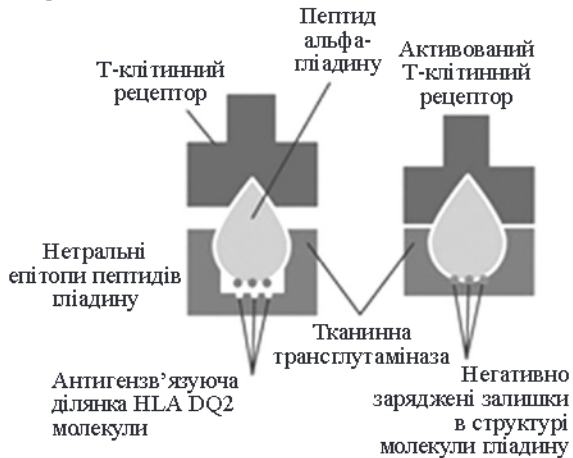 Пептид
альфа-
гліадину
Т-клітинний
рецептор
Активований
Т-клітинний
рецептор
Нетральні
епітопи пептидів
гліадину
Тканинна
трансглутаміназа
Антигензв’язуюча
ділянка HLA DQ2
молекули
Негативно
заряджені залишки
в структурі
молекули гліадину